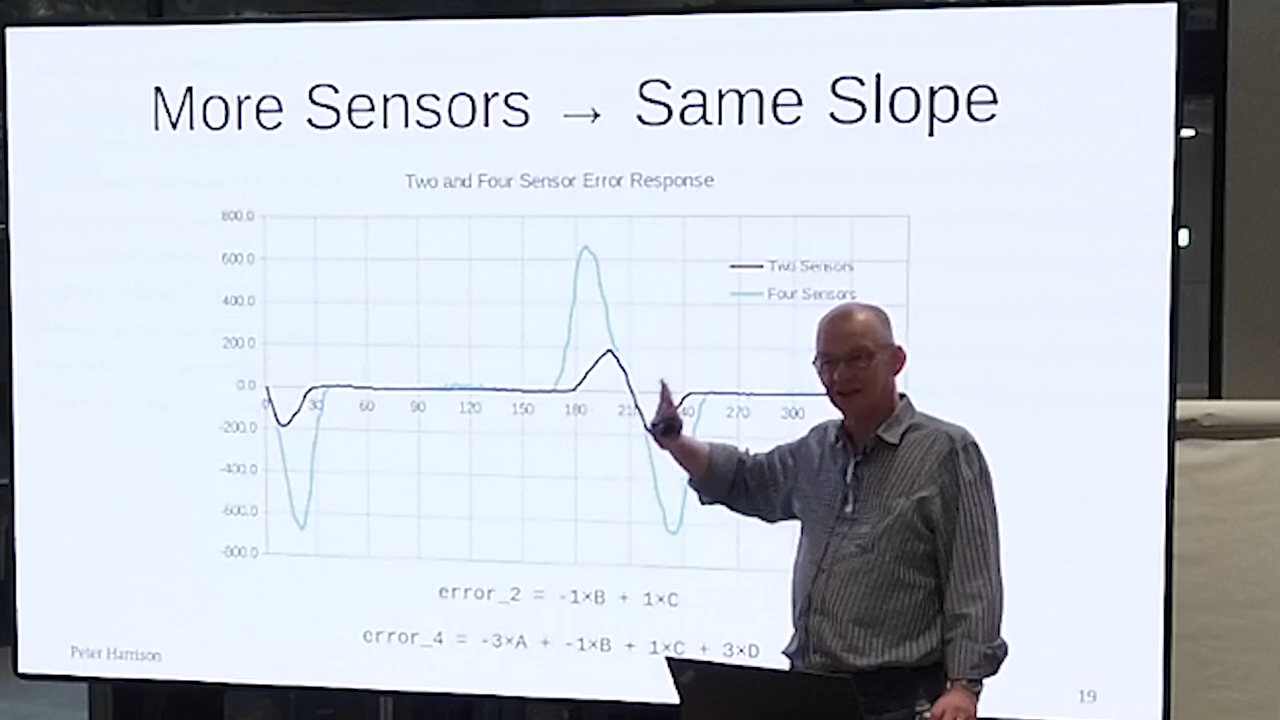 More Sensors → Same Slope
Two and Four Sensor Error Response
800.0
600.0
400.0
200.0
0.0
-200.0
-400.0
-600.0
-800.0
0 30 60 90 120 150 180 270 300
Two Sensors
Four Sensors
error_2 = -1×B + 1×C
error_4 = -3×A + -1×B + 1×C + 3×D
Peter Harrison
19